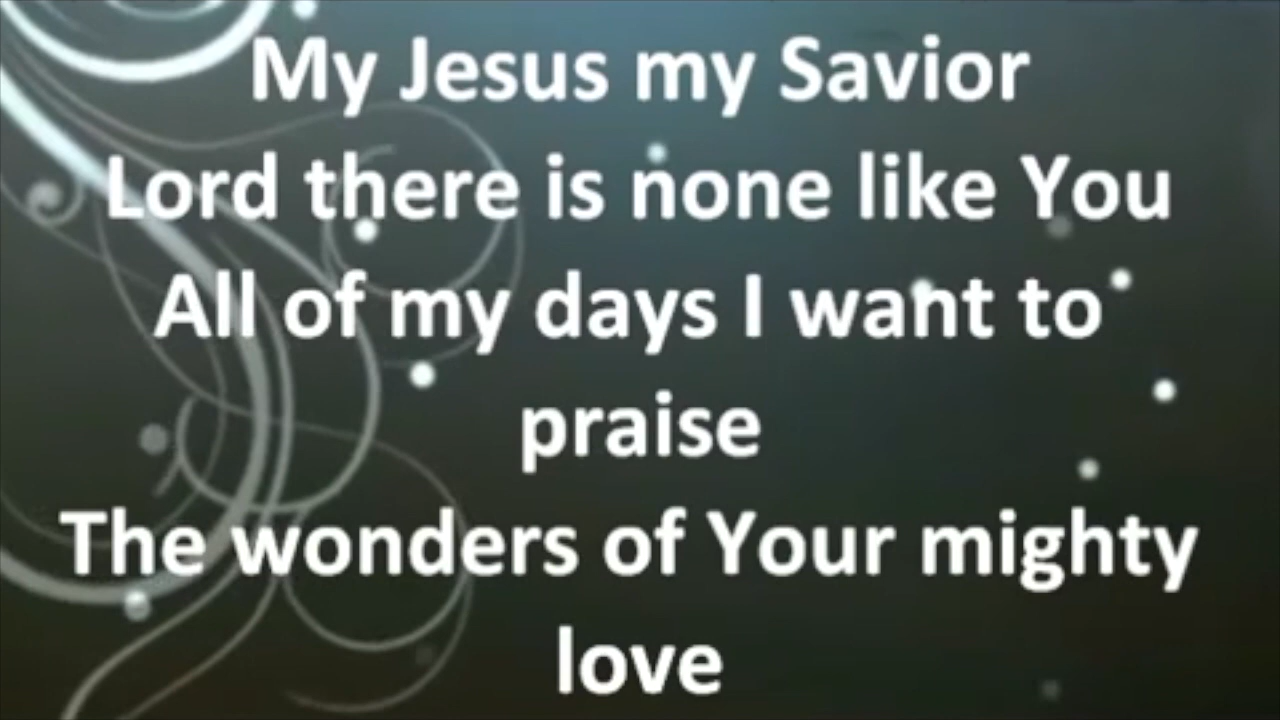 My Jesus my Savior
Lord there is none like You
All of my days I want to
praise
The wonders of Your mighty
love